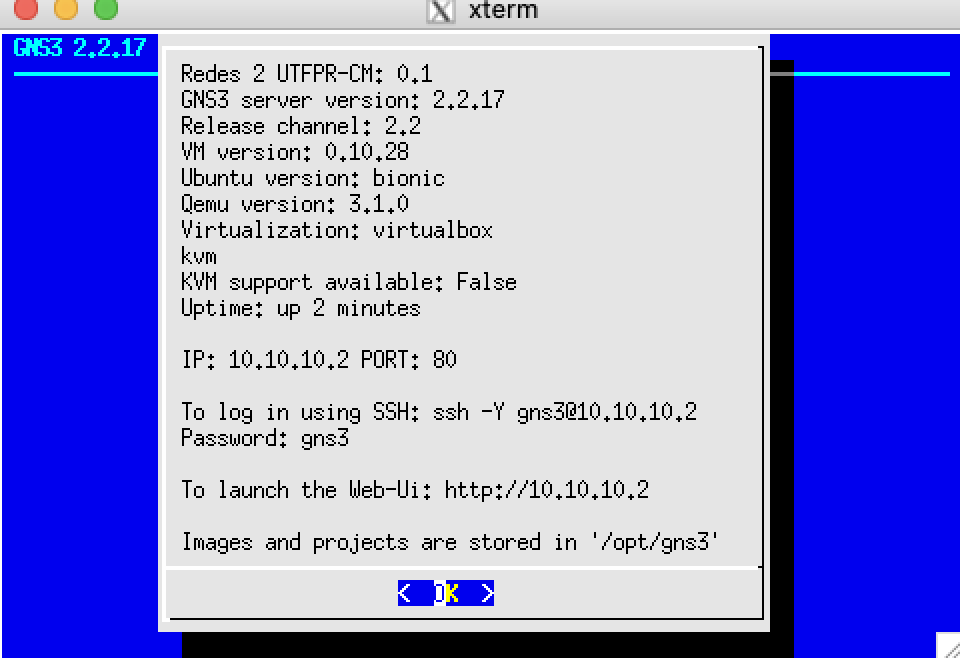 xterm
GNS3 2.2.17
Redes 2 UTFPR-CM: 0.1
GNS3 server version: 2.2.17
Release channel: 2.2
VM version: 0.10.28
Ubuntu version: bionic
Qemu version: 3.1.0
Virtualization: virtualbox
kvm
KVM support available: False
Uptime: up 2 minutes
IP: 10.10.10.2 PORT: 80
To log in using SSH: ssh -Y gns3@10.10.10.2
Password: gns3
To launch the Web-Ui: http://10.10.10.2
Images and projects are stored in '/opt/gns3'
< OK >